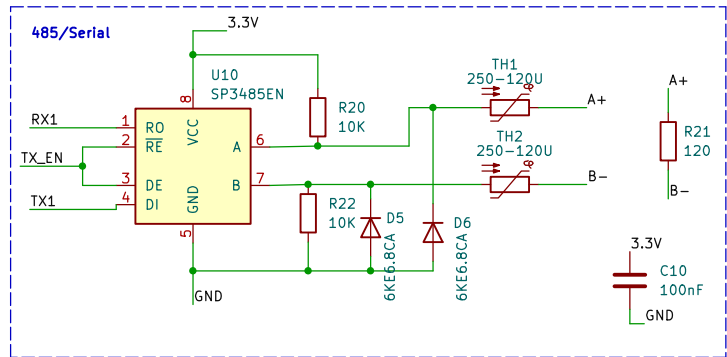 485/Serial
3.3V
U10
SP3485EN
8
VCC
RX1
1
RO
2
RE
TX_EN
3
DE
TX1
4
DI
GND
5
A
6
B
7
R20
10K
R22
10K
D5
6KE6.8CA
D6
6KE6.8CA
GND
TH1
250-120U
A+
TH2
250-120U
B-
A+
R21
120
B-
3.3V
C10
100nF
GND